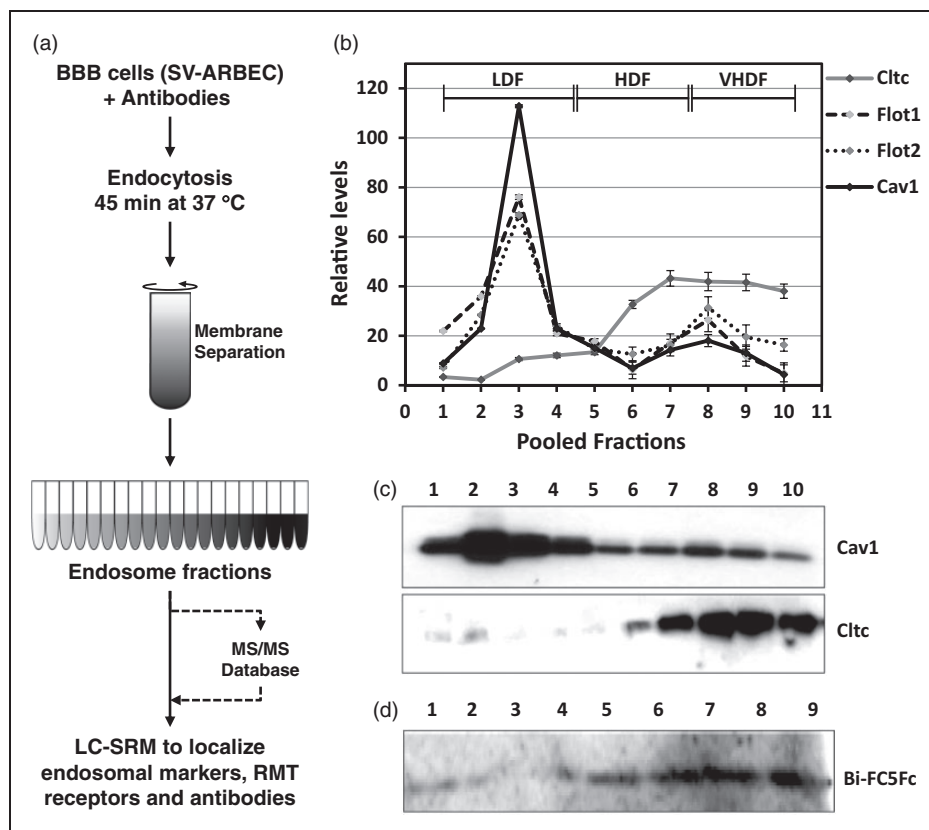 (a)
BBB cells (SV-ARBEC)
+ Antibodies
Endocytosis
45 min at 37 °C
Membrane
Separation
Endosome fractions
MS/MS
Database
LC-SRM to localize
endosomal markers, RMT
receptors and antibodies
(b)
LDF HDF VHDF
Relative levels
120
100
80
60
40
20
0
0 1 2 3 4 5 6 7 8 9 10 11
Pooled Fractions
Cltc
Flot1
Flot2
Cav1
(c)
1 2 3 4 5 6 7 8 9 10
Cav1
Cltc
(d)
1 2 3 4 5 6 7 8 9
Bi-FC5Fc